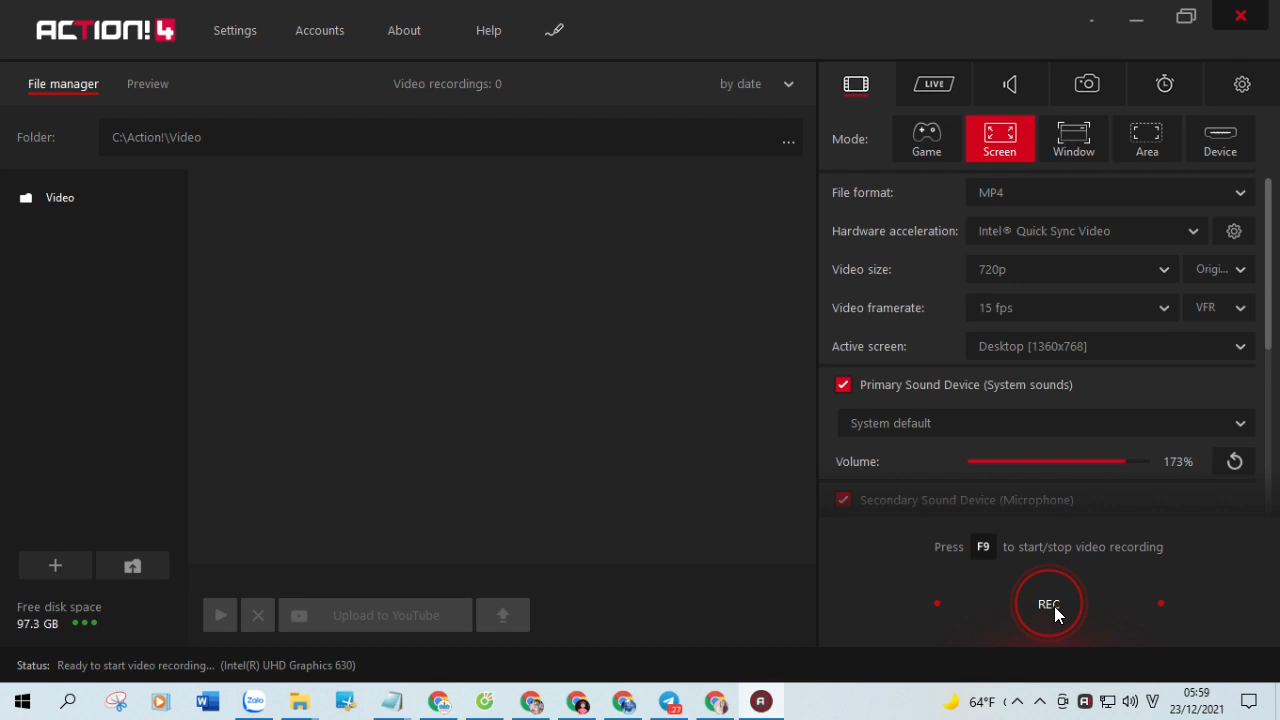 ACTION! 4
Settings Accounts About Help
File manager Preview Video recordings: 0 by date
LIVE
Folder: C:\Action!\Video ...
Mode: Game Screen Window Area Device
Video
File format: MP4
Hardware acceleration: Intel® Quick Sync Video
Video size: 720p Origi...
Video framerate: 15 fps VFR
Active screen: Desktop [1360x768]
Primary Sound Device (System sounds)
System default
Volume: 173%
Secondary Sound Device (Microphone)
Press F9 to start/stop video recording
REC
Free disk space
97.3 GB
Upload to YouTube
Status: Ready to start video recording... (Intel(R) UHD Graphics 630)
Zalo
27
64°F
05:59
23/12/2021